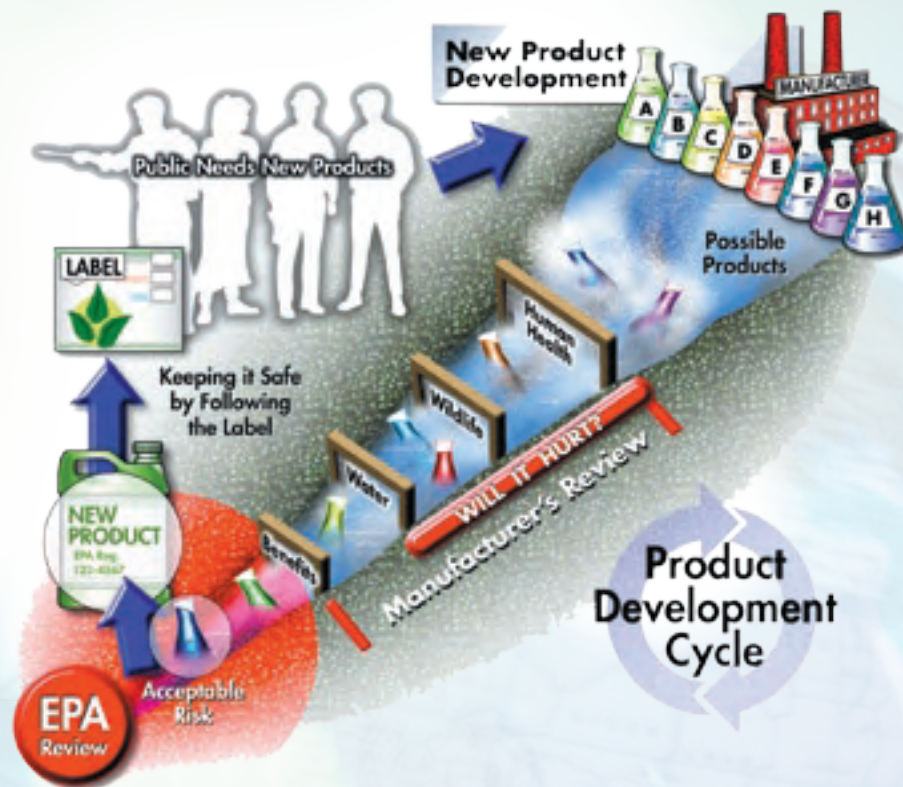 New Product
Development
MANUFACTURER
A
B
C
D
E
F
G
H
Public Needs New Products
Possible
Products
LABEL
Human
Health
Keeping it Safe
by Following
the Label
Wildlife
WILL IT HURT?
Manufacturer's Review
Water
NEW
PRODUCT
EPA Reg.
Benefits
Product
Development
Cycle
Acceptable
Risk
EPA
Review